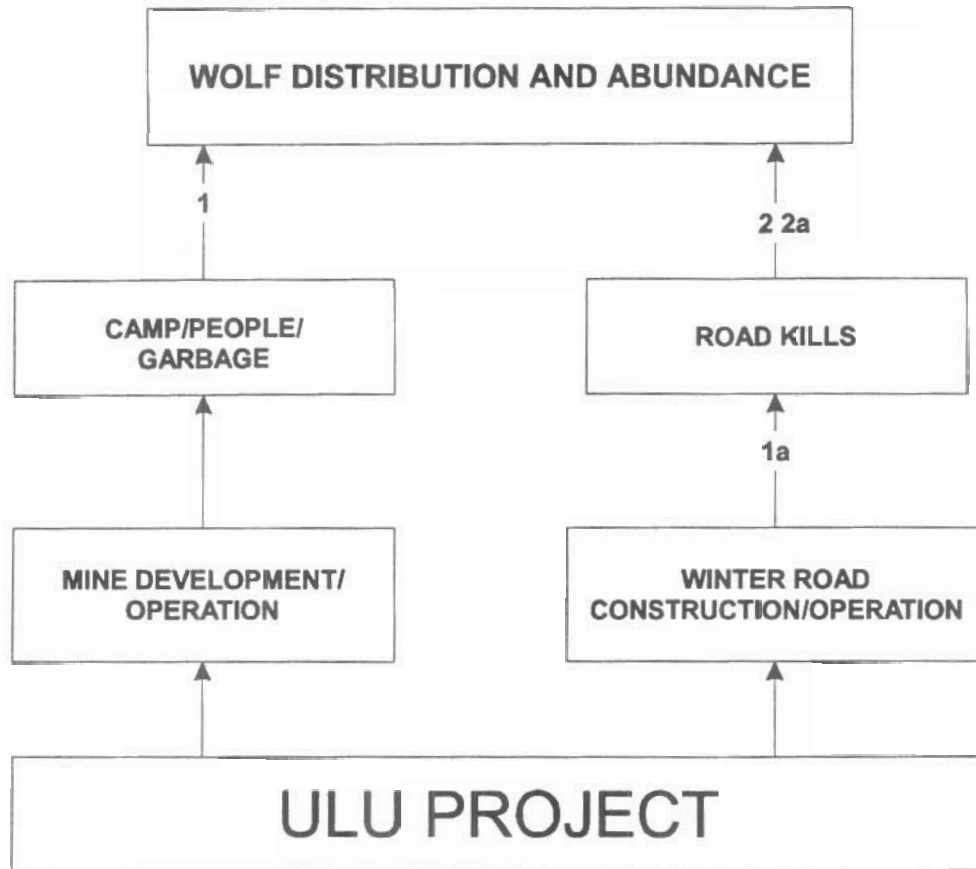 WOLF DISTRIBUTION AND ABUNDANCE
1
2 2a
CAMP/PEOPLE/
GARBAGE
ROAD KILLS
1a
MINE DEVELOPMENT/
OPERATION
WINTER ROAD
CONSTRUCTION/OPERATION
ULU PROJECT